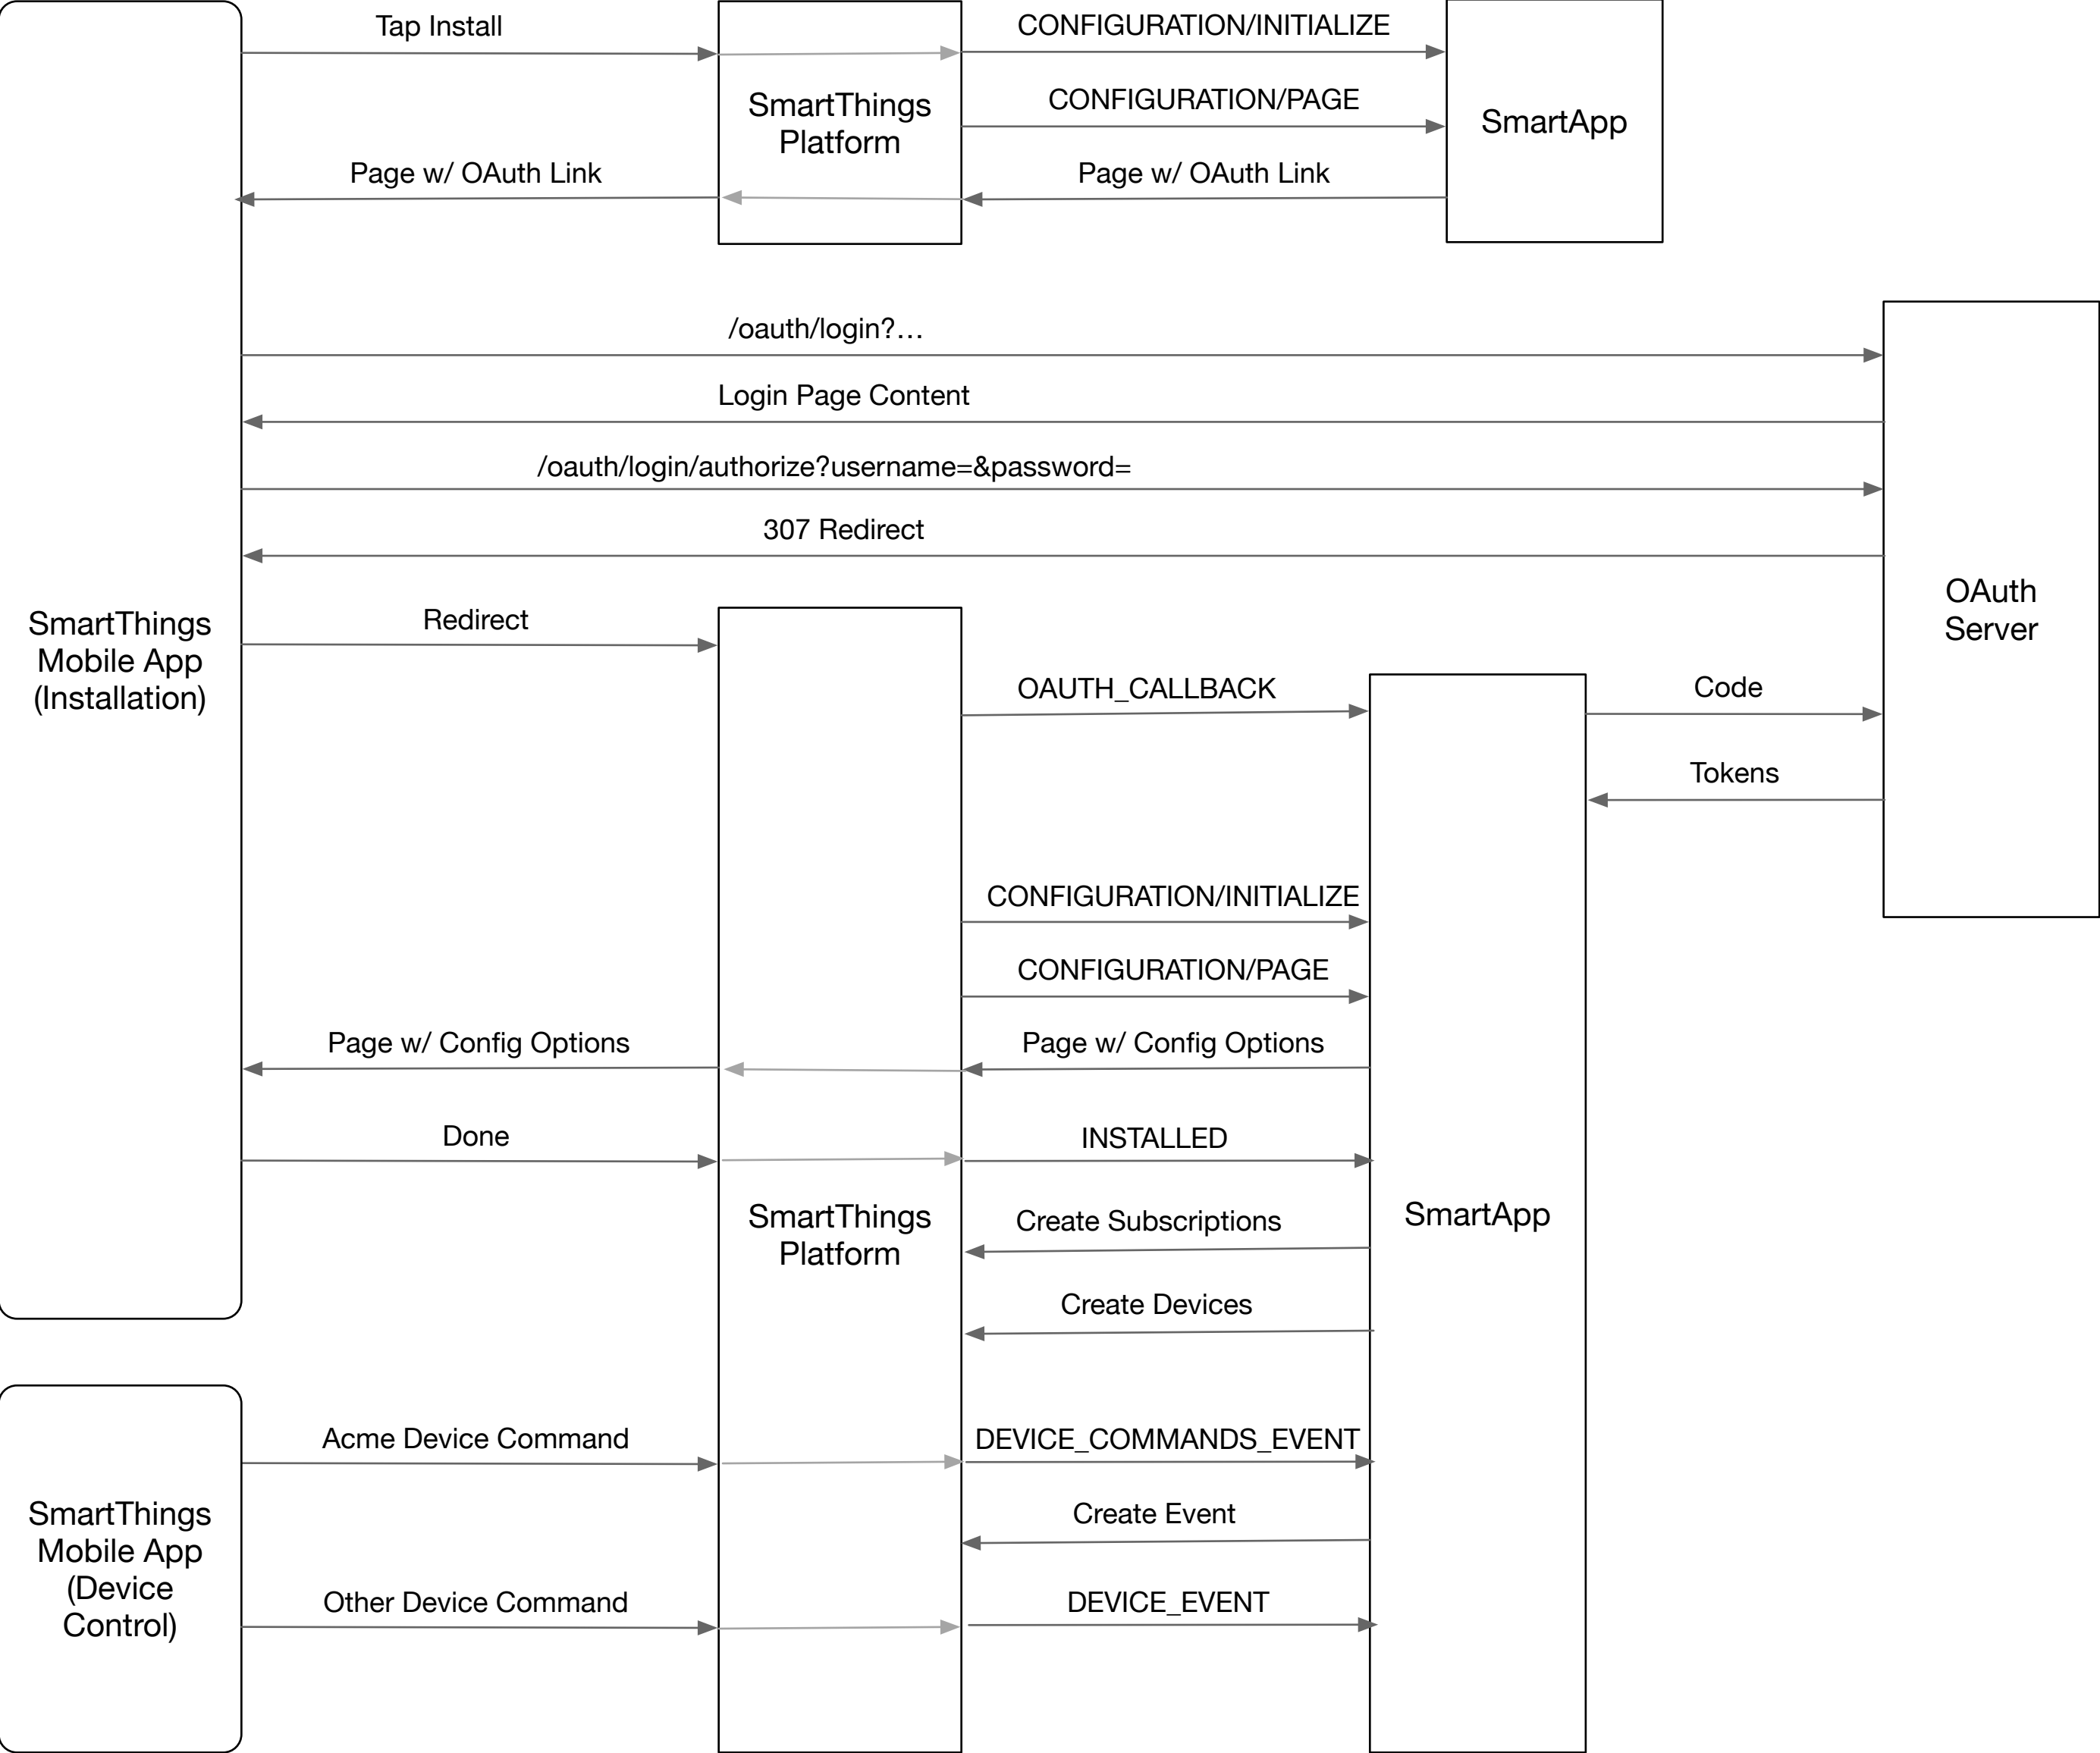 Tap Install
CONFIGURATION/INITIALIZE
SmartThings
Platform
CONFIGURATION/PAGE
SmartApp
Page w/ OAuth Link
Page w/ OAuth Link
/oauth/login?…
Login Page Content
/oauth/login/authorize?username=&password=
307 Redirect
OAuth
Server
SmartThings
Mobile App
(Installation)
Redirect
OAUTH_CALLBACK
Code
Tokens
CONFIGURATION/INITIALIZE
CONFIGURATION/PAGE
Page w/ Config Options
Page w/ Config Options
Done
INSTALLED
SmartThings
Platform
SmartApp
Create Subscriptions
Create Devices
Acme Device Command
DEVICE_COMMANDS_EVENT
SmartThings
Mobile App
(Device
Control)
Create Event
Other Device Command
DEVICE_EVENT